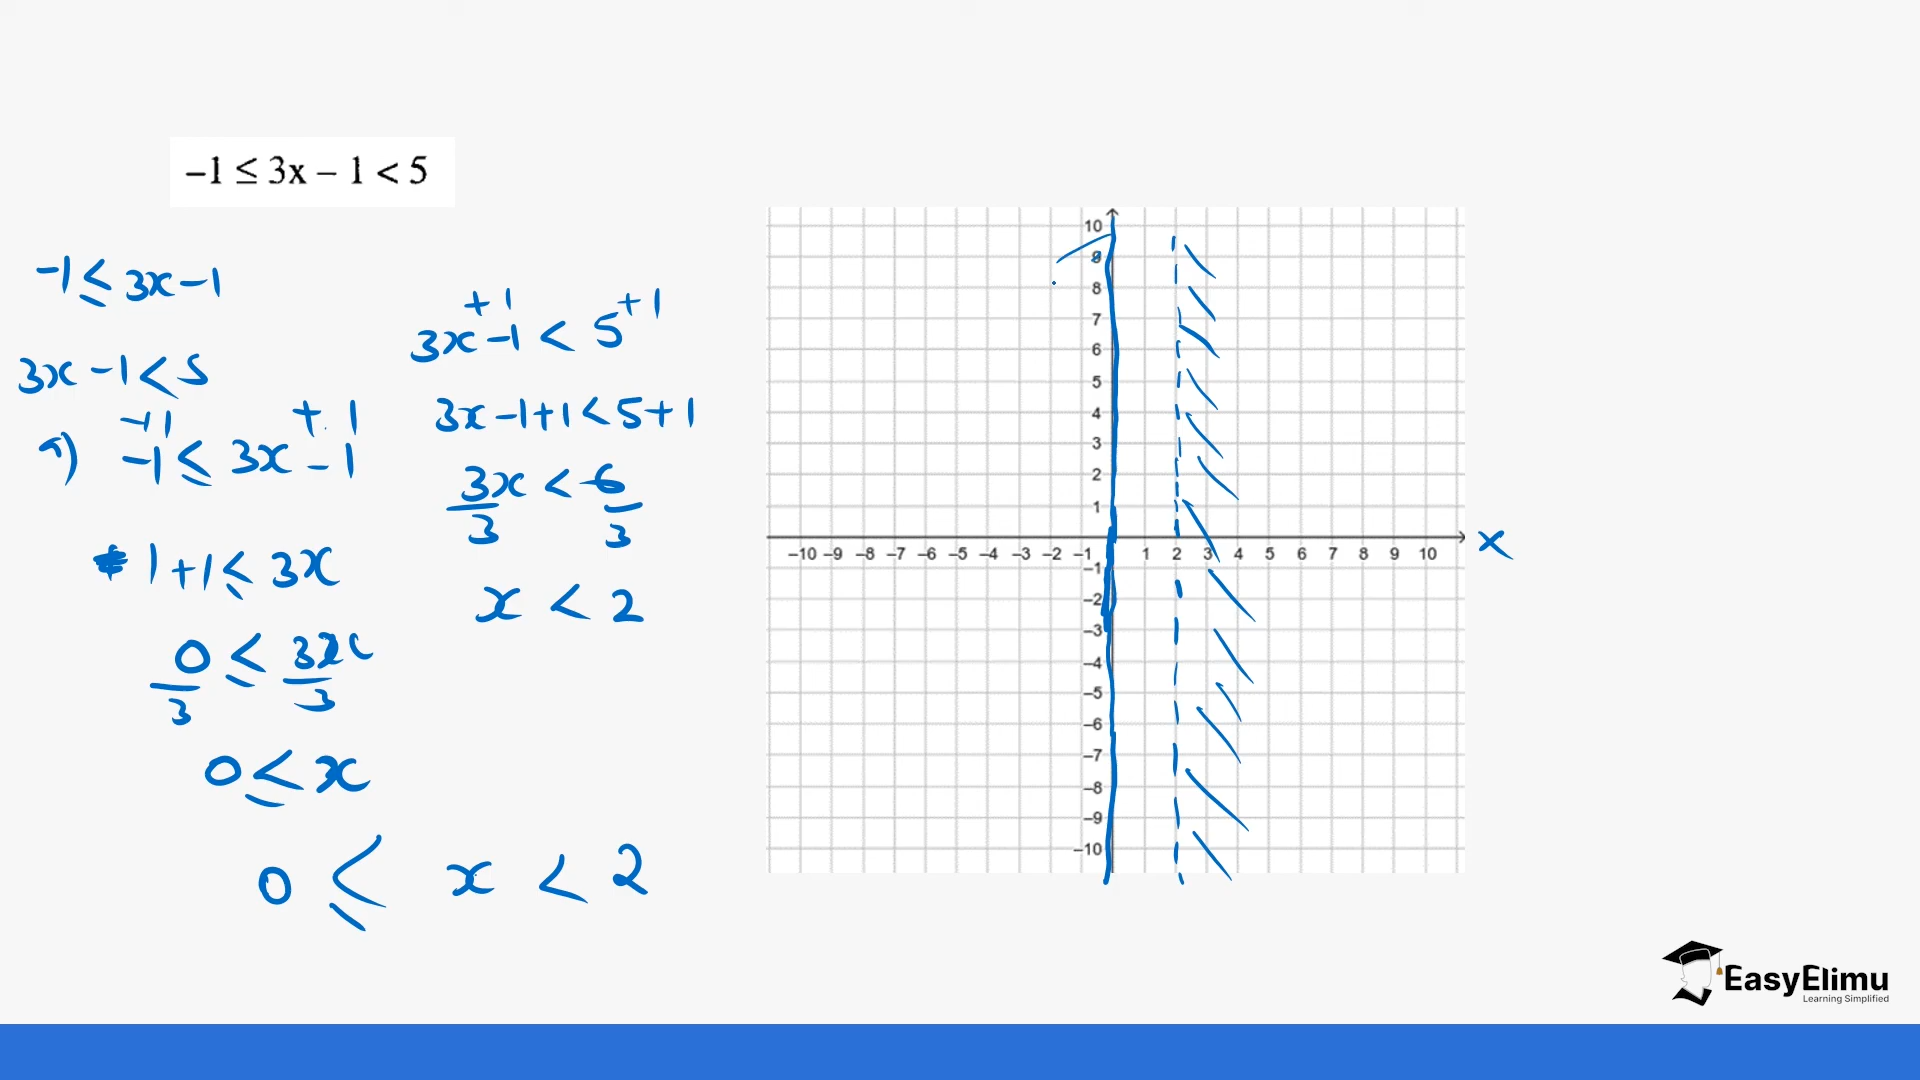 –1 ≤ 3x – 1 < 5
-1 ≤ 3x - 1
3x - 1 < 5
+1 +1
a) -1 ≤ 3x - 1
1 + 1 ≤ 3x
0 ≤ 3x
3 3
0 ≤ x
+1 +1
3x - 1 < 5
3x - 1 + 1 < 5 + 1
3x < 6
3 3
x < 2
0 ≤ x < 2
10
9
8
7
6
5
4
3
2
1
–10 –9 –8 –7 –6 –5 –4 –3 –2 –1 1 2 3 4 5 6 7 8 9 10
x
–1
–2
–3
–4
–5
–6
–7
–8
–9
–10
EasyElimu
Learning Simplified